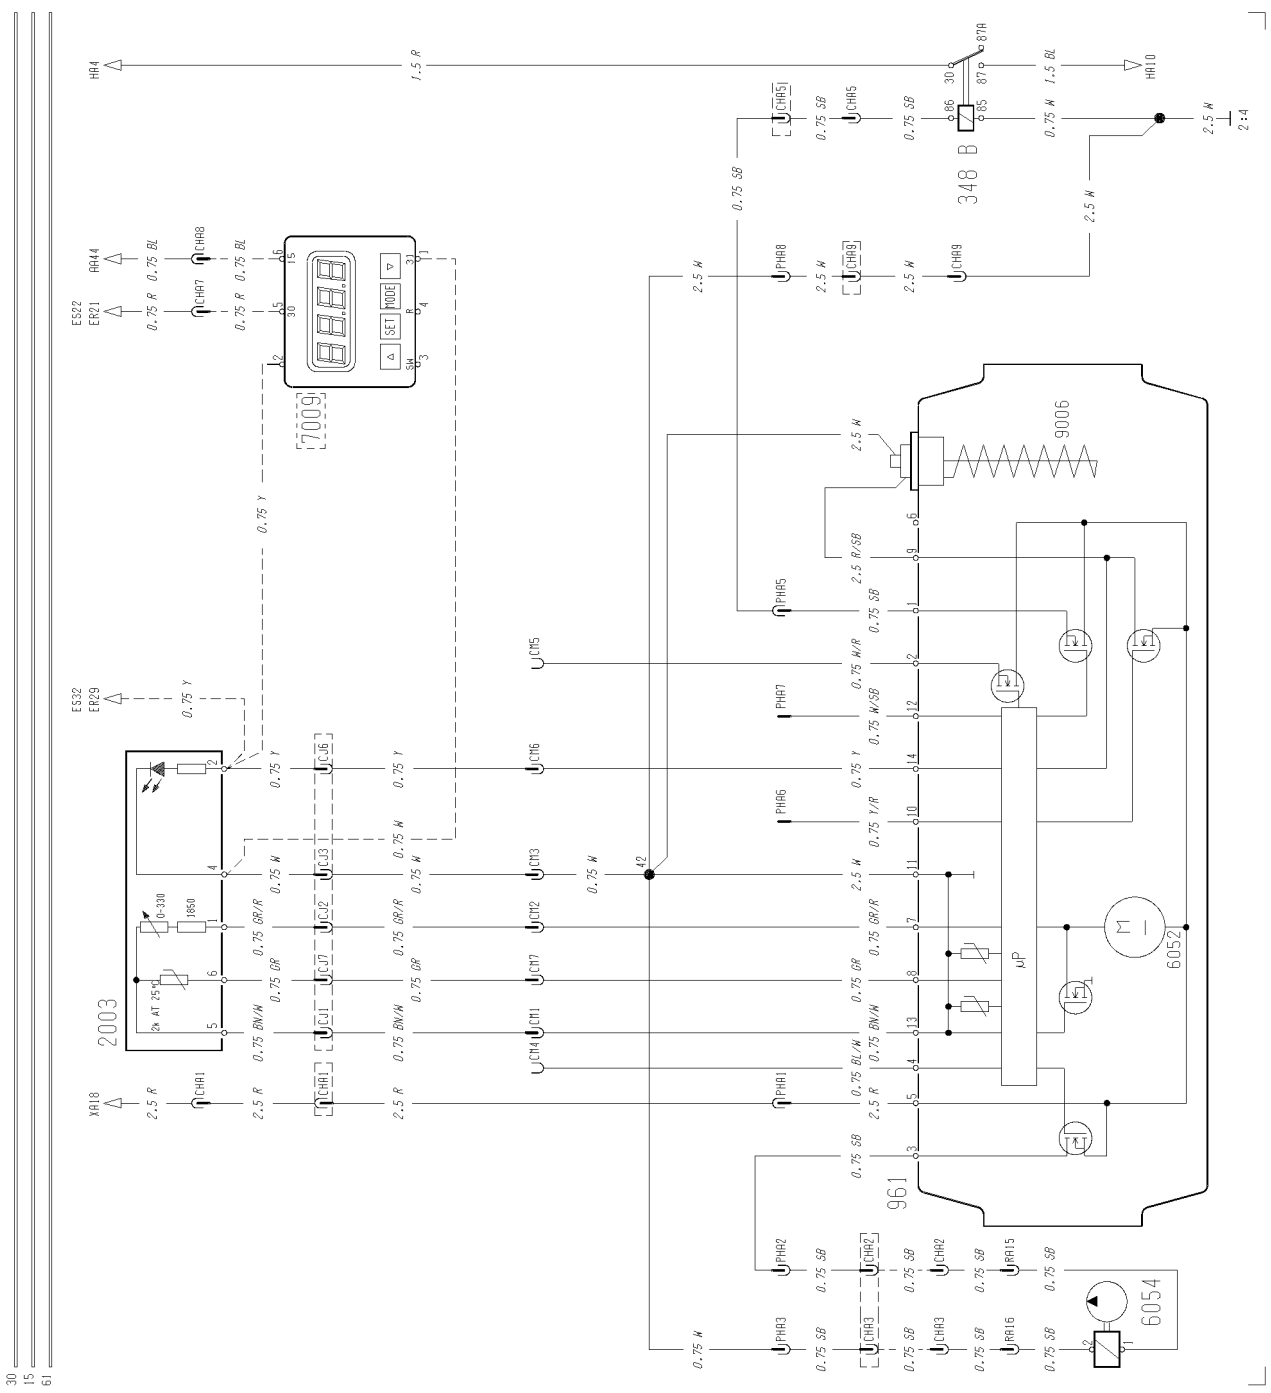 30
15
61
ES32 ES22
XA18 ER29 ER21 AA44 HA4
2003
2.5 R 2k AT 25°C 0.75 R 0.75 BL
0-330
1850 0.75 Y
CHA1 CHA7 CHA8
5 6 1 4 2
2.5 R 0.75 BN/W 0.75 GR/R 0.75 Y 0.75 R 0.75 BL
0.75 GR 0.75 W 0.75 Y
2 5 6
30 15
7009
CHA1 CJ1 CJ7 CJ2 CJ3 CJ6
SET MODE
2.5 R 0.75 BN/W 0.75 GR/R 0.75 W 0.75 Y
0.75 GR 0.75 W 1.5 R
SW R 31
3 4 1
CM4 CM1 CM7 CM2 CM3 CM6 CM5
0.75 W
42
0.75 W 2.5 W
0.75 SB
PHA3 PHA2 PHA1 PHA6 PHA7 PHA5 PHA8 CHA5
0.75 SB 0.75 SB 2.5 W 0.75 SB
0.75 SB 0.75 BL/W 0.75 GR 2.5 W 0.75 Y 0.75 W/R 2.5 R/SB 2.5 W CHA9 CHA5
CHA3 CHA2 2.5 R 0.75 BN/W 0.75 GR/R 0.75 Y/R 0.75 W/SB 0.75 SB
961
0.75 SB 0.75 SB 3 5 4 13 8 7 11 10 14 12 2 1 9 6 2.5 W 0.75 SB
CHA3 CHA2 CHA9 30 86
348 B
0.75 SB 0.75 SB 87 85 87A
RA16 RA15
µP
0.75 SB 0.75 SB 0.75 W 1.5 BL
9006
2 2.5 W
M
1
6054 HA10
6052
2.5 W
2:4